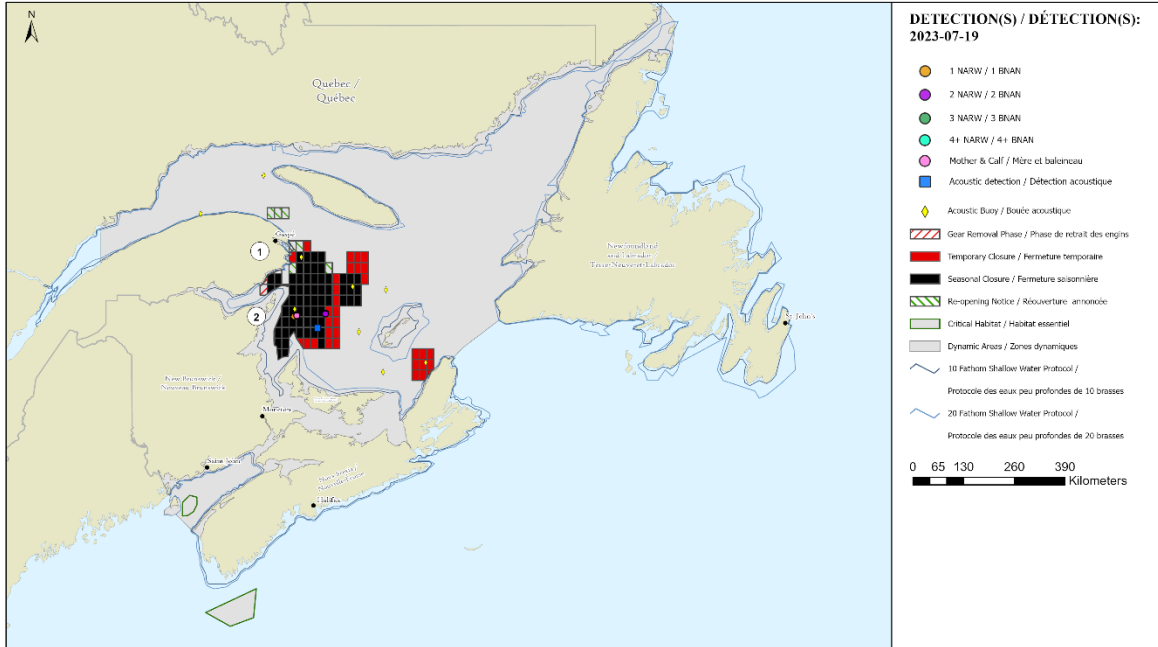 N
Quebec /
Québec
Gaspé
1
2
Newfoundland
and Labrador
Terre-Neuve-et-Labrador
St. John's
New Brunswick /
Nouveau-Brunswick
Moncton
Saint John
Nova Scotia /
Nouvelle-Écosse
Halifax
DETECTION(S) / DÉTECTION(S):
2023-07-19
1 NARW / 1 BNAN
2 NARW / 2 BNAN
3 NARW / 3 BNAN
4+ NARW / 4+ BNAN
Mother & Calf / Mère et baleineau
Acoustic detection / Détection acoustique
Acoustic Buoy / Bouée acoustique
Gear Removal Phase / Phase de retrait des engins
Temporary Closure / Fermeture temporaire
Seasonal Closure / Fermeture saisonnière
Re-opening Notice / Réouverture annoncée
Critical Habitat / Habitat essentiel
Dynamic Areas / Zones dynamiques
10 Fathom Shallow Water Protocol /
Protocole des eaux peu profondes de 10 brasses
20 Fathom Shallow Water Protocol /
Protocole des eaux peu profondes de 20 brasses
0 65 130 260 390
Kilometers